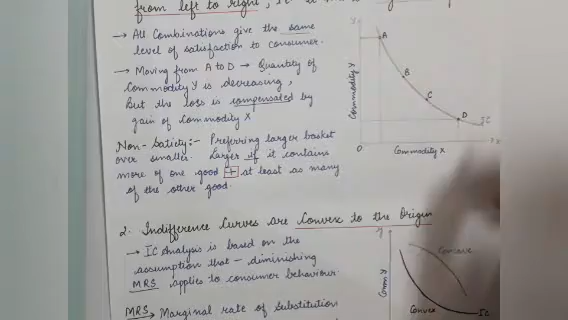 from left to right,
→ All Combinations give the same
level of satisfaction to consumer.
→ Moving from A to D → Quantity of
Commodity Y is decreasing,
But the loss is compensated by
gain of commodity X
Non-Satiety:- Preferring larger basket
over smaller. Larger if it contains
more of one good + at least as many
of the other good.
Y
A
B
C
D
IC
Commodity Y
O
Commodity X
X
2. Indifference Curves are Convex to the Origin
→ IC Analysis is based on the
assumption that - diminishing
MRS applies to consumer behaviour.
MRS → Marginal rate of Substitution
Y
Concave
Convex
IC
Comm Y